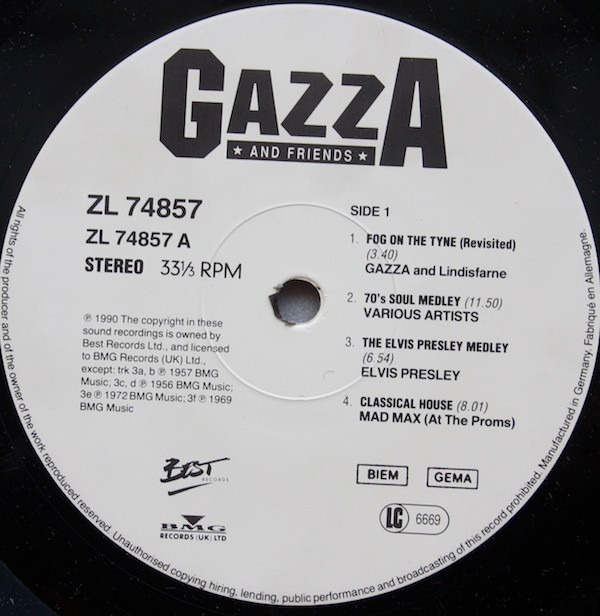 GAZZA
★ AND FRIENDS ★
ZL 74857
ZL 74857 A
STEREO 33⅓ RPM
℗ 1990 The copyright in these
sound recordings is owned by
Best Records Ltd., and licensed
to BMG Records (UK) Ltd.,
except: trk 3a, b ℗ 1957 BMG
Music; 3c, d ℗ 1956 BMG Music;
3e ℗ 1972 BMG Music; 3f ℗ 1969
BMG Music
SIDE 1
1. FOG ON THE TYNE (Revisited)
(3.40)
GAZZA and Lindisfarne
2. 70's SOUL MEDLEY (11.50)
VARIOUS ARTISTS
3. THE ELVIS PRESLEY MEDLEY
(6.54)
ELVIS PRESLEY
4. CLASSICAL HOUSE (8.01)
MAD MAX (At The Proms)
BEST
RECORDS
BMG
RECORDS (UK) LTD
BIEM
GEMA
LC 6669
All rights of the producer and of the owner of the work reproduced reserved. Unauthorised copying hiring, lending, public performance and broadcasting of this record prohibited. Manufactured in Germany. Fabriqué en Allemagne.